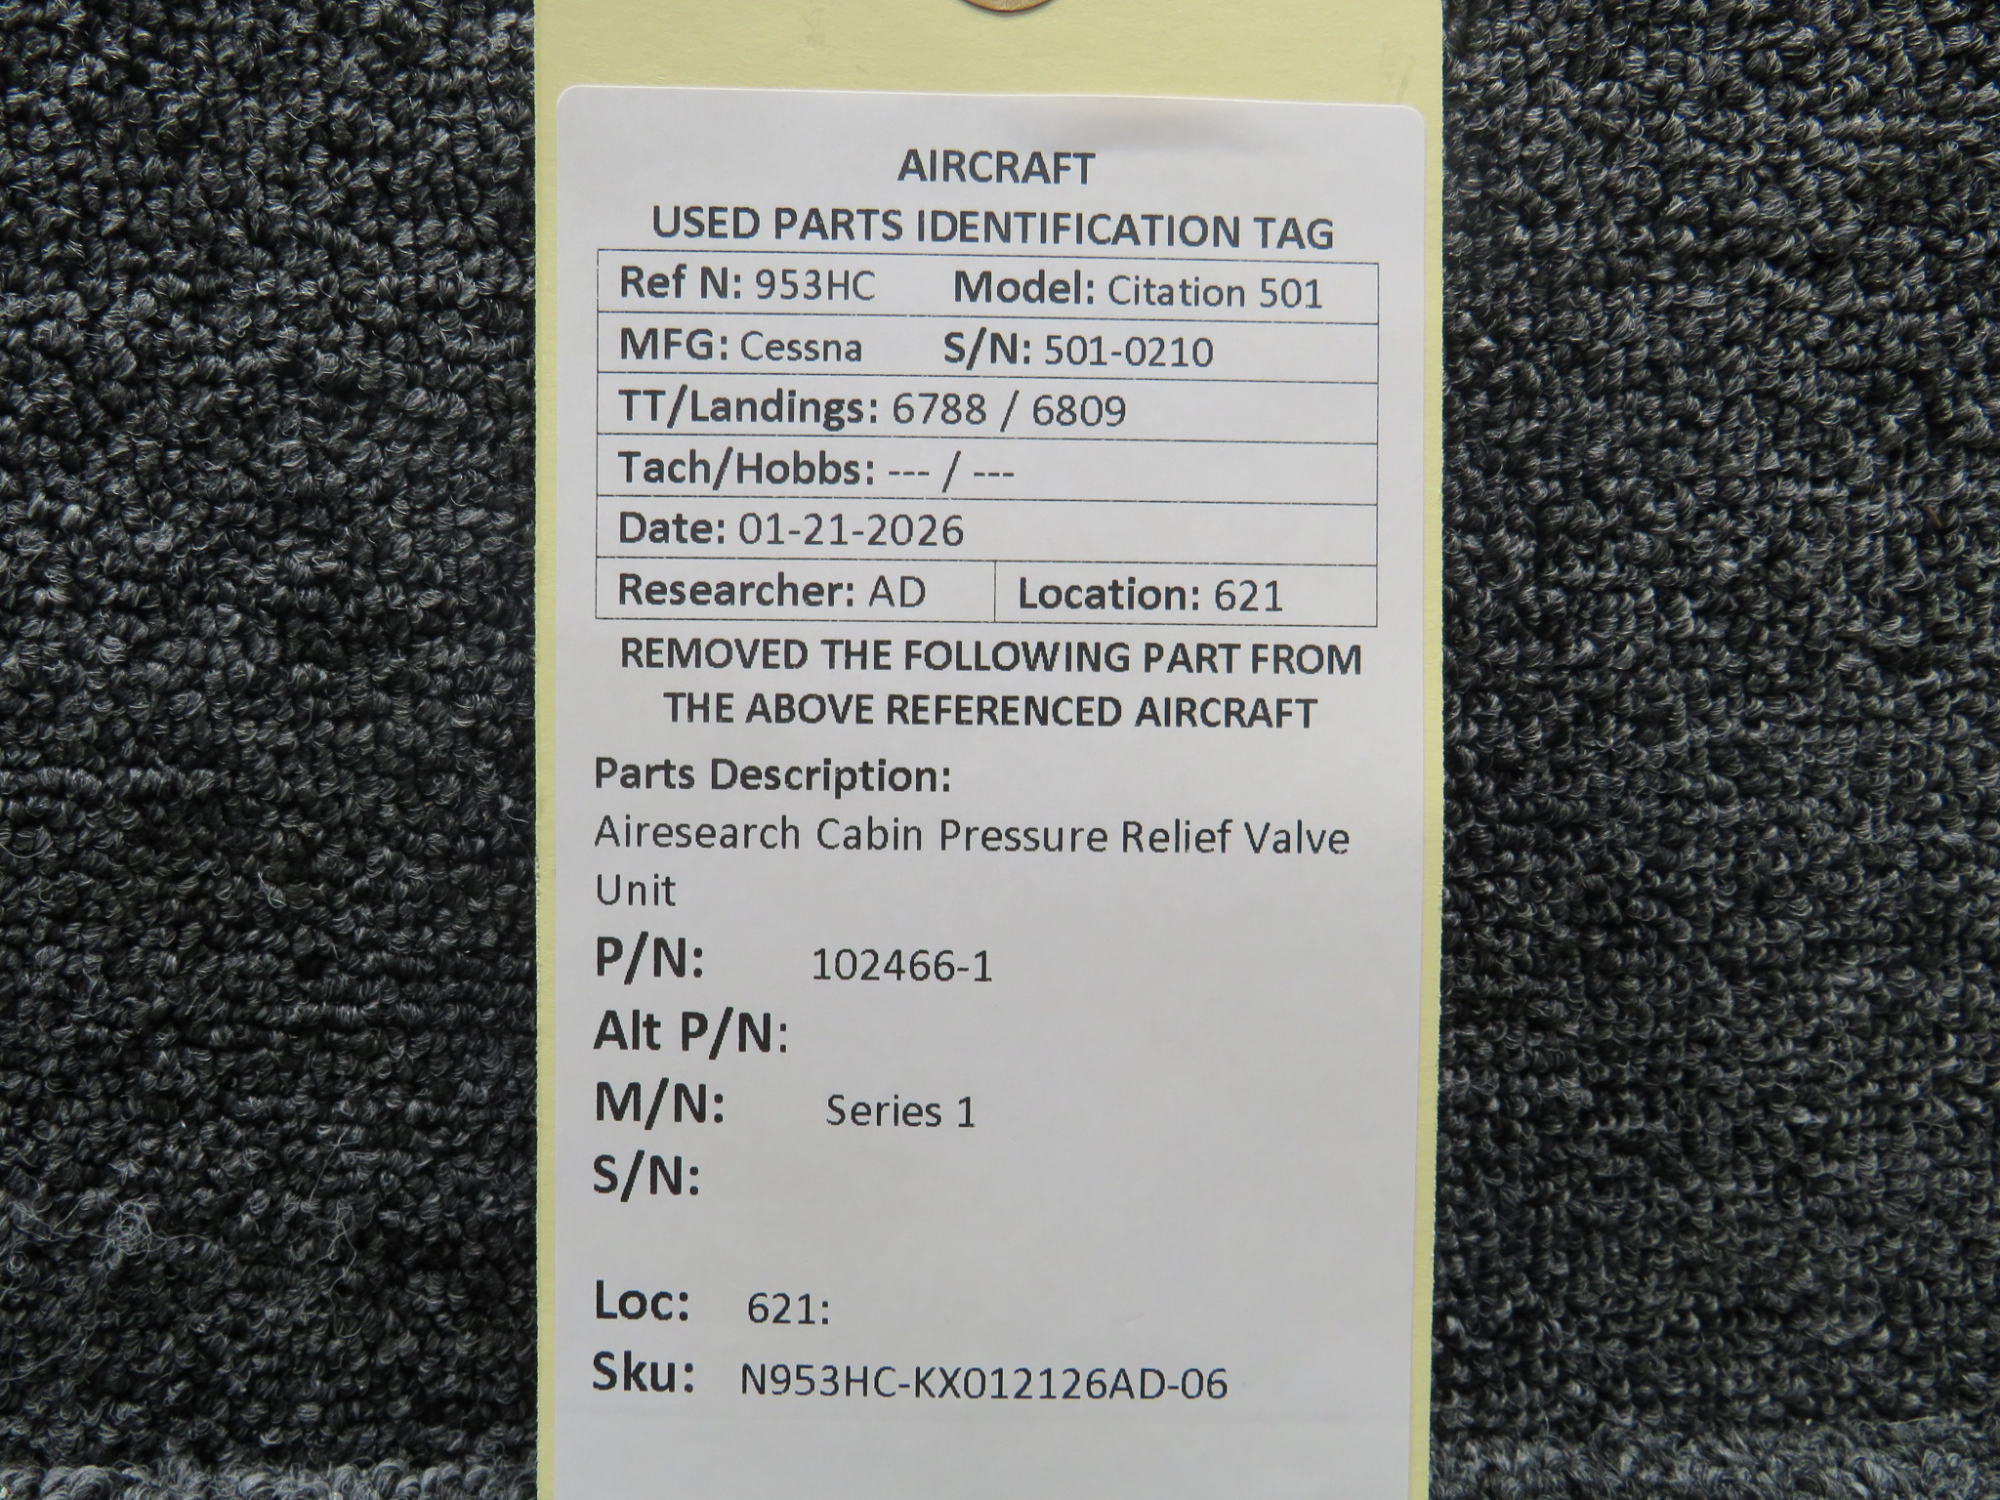 AIRCRAFT
USED PARTS IDENTIFICATION TAG
Ref N: 953HC Model: Citation 501
MFG: Cessna S/N: 501-0210
TT/Landings: 6788 / 6809
Tach/Hobbs: --- / ---
Date: 01-21-2026
Researcher: AD Location: 621
REMOVED THE FOLLOWING PART FROM
THE ABOVE REFERENCED AIRCRAFT
Parts Description:
Airesearch Cabin Pressure Relief Valve
Unit
P/N: 102466-1
Alt P/N:
M/N: Series 1
S/N:
Loc: 621:
Sku: N953HC-KX012126AD-06